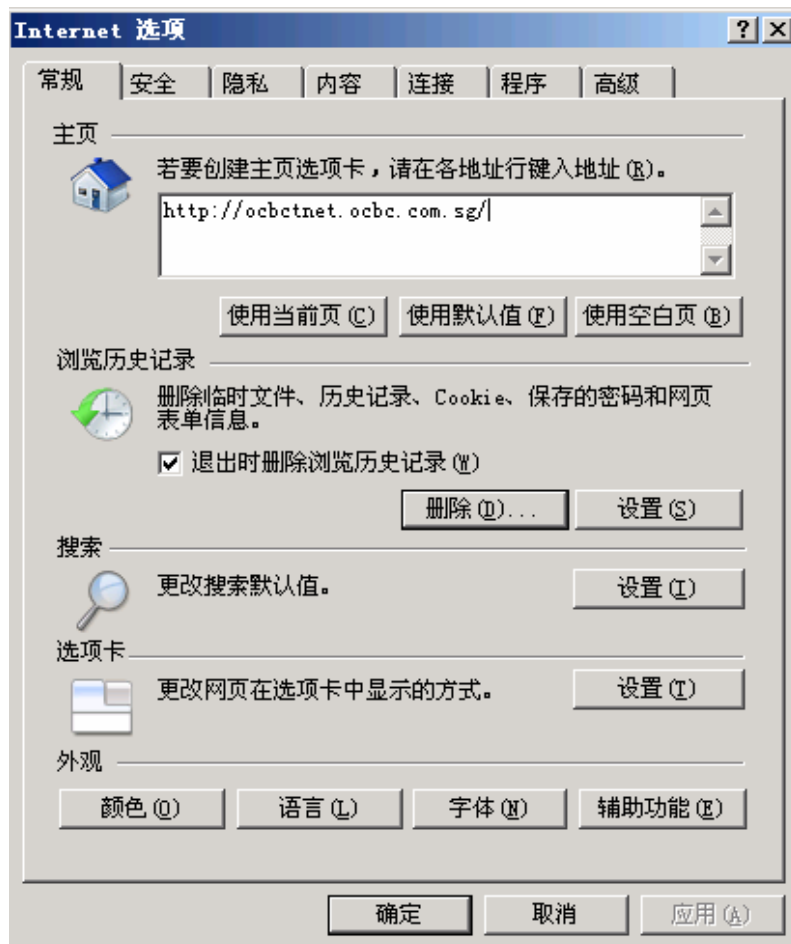 Internet 选项
常规 安全 隐私 内容 连接 程序 高级
主页
若要创建主页选项卡，请在各地址行键入地址(R)。
http://ocbctnet.ocbc.com.sg/
使用当前页(C) 使用默认值(F) 使用空白页(B)
浏览历史记录
删除临时文件、历史记录、Cookie、保存的密码和网页
表单信息。
退出时删除浏览历史记录(W)
删除(D)... 设置(S)
搜索
更改搜索默认值。 设置(I)
选项卡
更改网页在选项卡中显示的方式。 设置(T)
外观
颜色(O) 语言(L) 字体(N) 辅助功能(E)
确定 取消 应用(A)